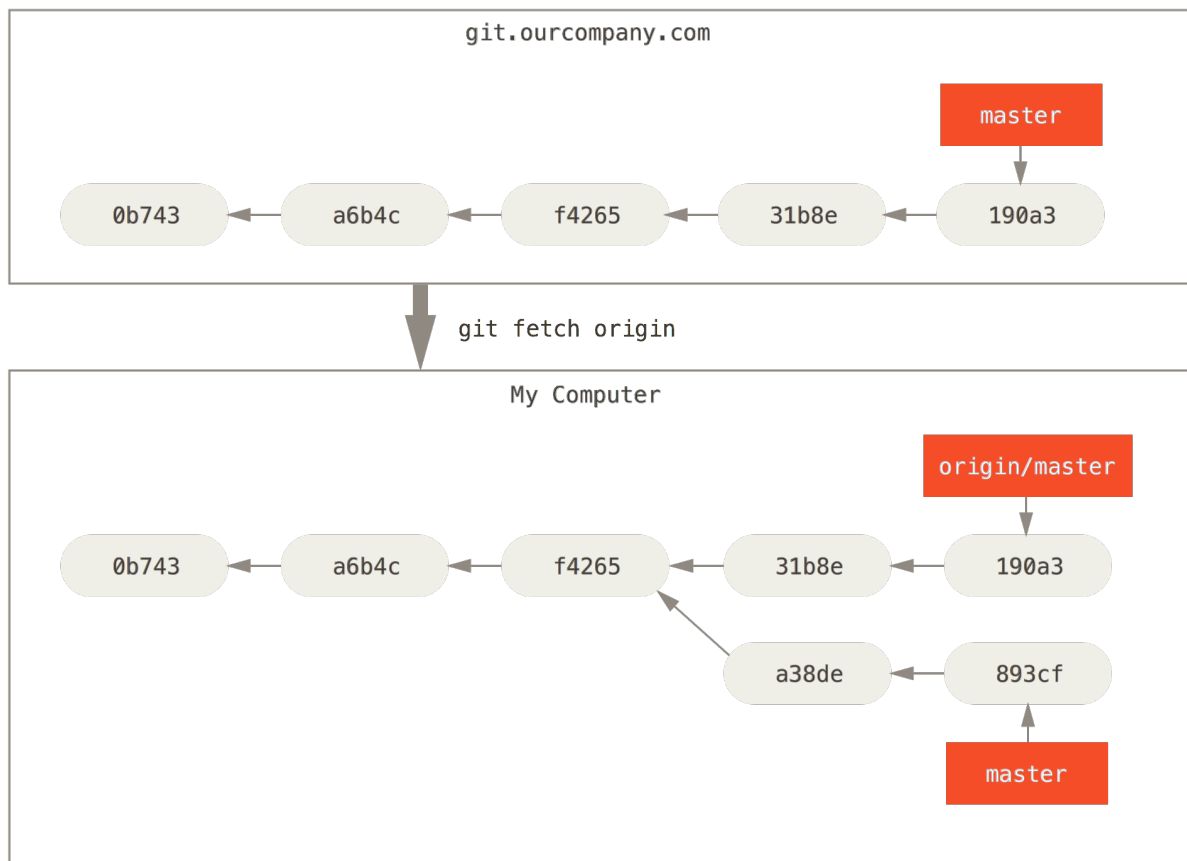 git.ourcompany.com
master
0b743 a6b4c f4265 31b8e 190a3
git fetch origin
My Computer
origin/master
0b743 a6b4c f4265 31b8e 190a3
a38de 893cf
master